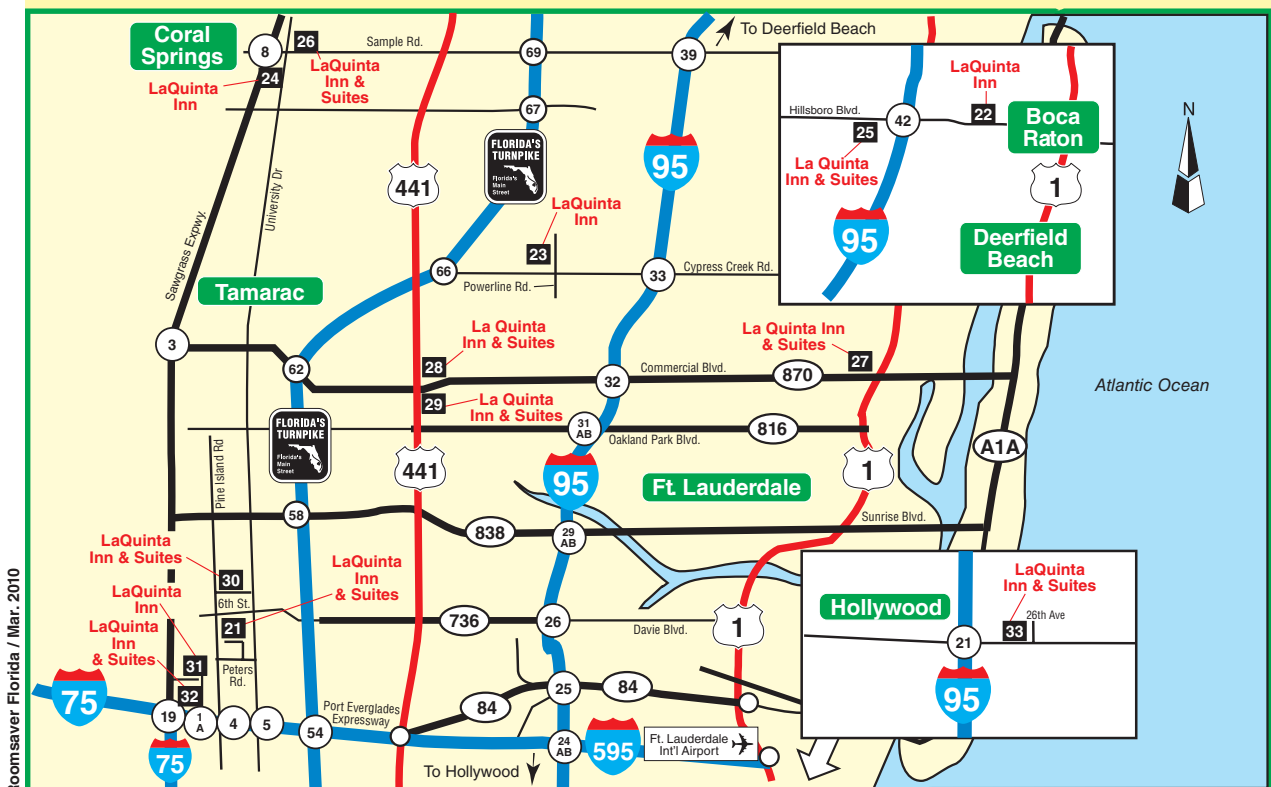 Coral
Springs
8
26
Sample Rd.
69
39
To Deerfield Beach
24
LaQuinta
Inn
LaQuinta
Inn &
Suites
67
FLORIDA'S
TURNPIKE
Florida's
Main
Street
441
95
LaQuinta
Inn
Hillsboro Blvd.
42
22
25
La Quinta
Inn & Suites
Boca
Raton
1
95
Deerfield
Beach
N
University Dr
Sawgrass Expwy.
LaQuinta
Inn
23
66
Powerline Rd.
33
Cypress Creek Rd.
Tamarac
3
62
La Quinta
Inn & Suites
28
La Quinta Inn
& Suites
27
32
Commercial Blvd.
870
29
La Quinta
Inn & Suites
Atlantic Ocean
FLORIDA'S
TURNPIKE
Florida's
Main
Street
31
AB
Oakland Park Blvd.
816
A1A
Pine Island Rd
441
95
1
Ft. Lauderdale
58
838
29
AB
Sunrise Blvd.
LaQuinta
Inn & Suites
30
6th St.
LaQuinta
Inn
& Suites
21
LaQuinta
Inn
LaQuinta
Inn
& Suites
31
32
Peters
Rd.
736
26
Davie Blvd.
1
Hollywood
LaQuinta
Inn & Suites
33
26th Ave
21
95
75
19
1
A
4
5
54
75
Port Everglades
Expressway
84
25
84
24
AB
595
Ft. Lauderdale
Int'l Airport
To Hollywood
Roomsaver Florida / Mar. 2010